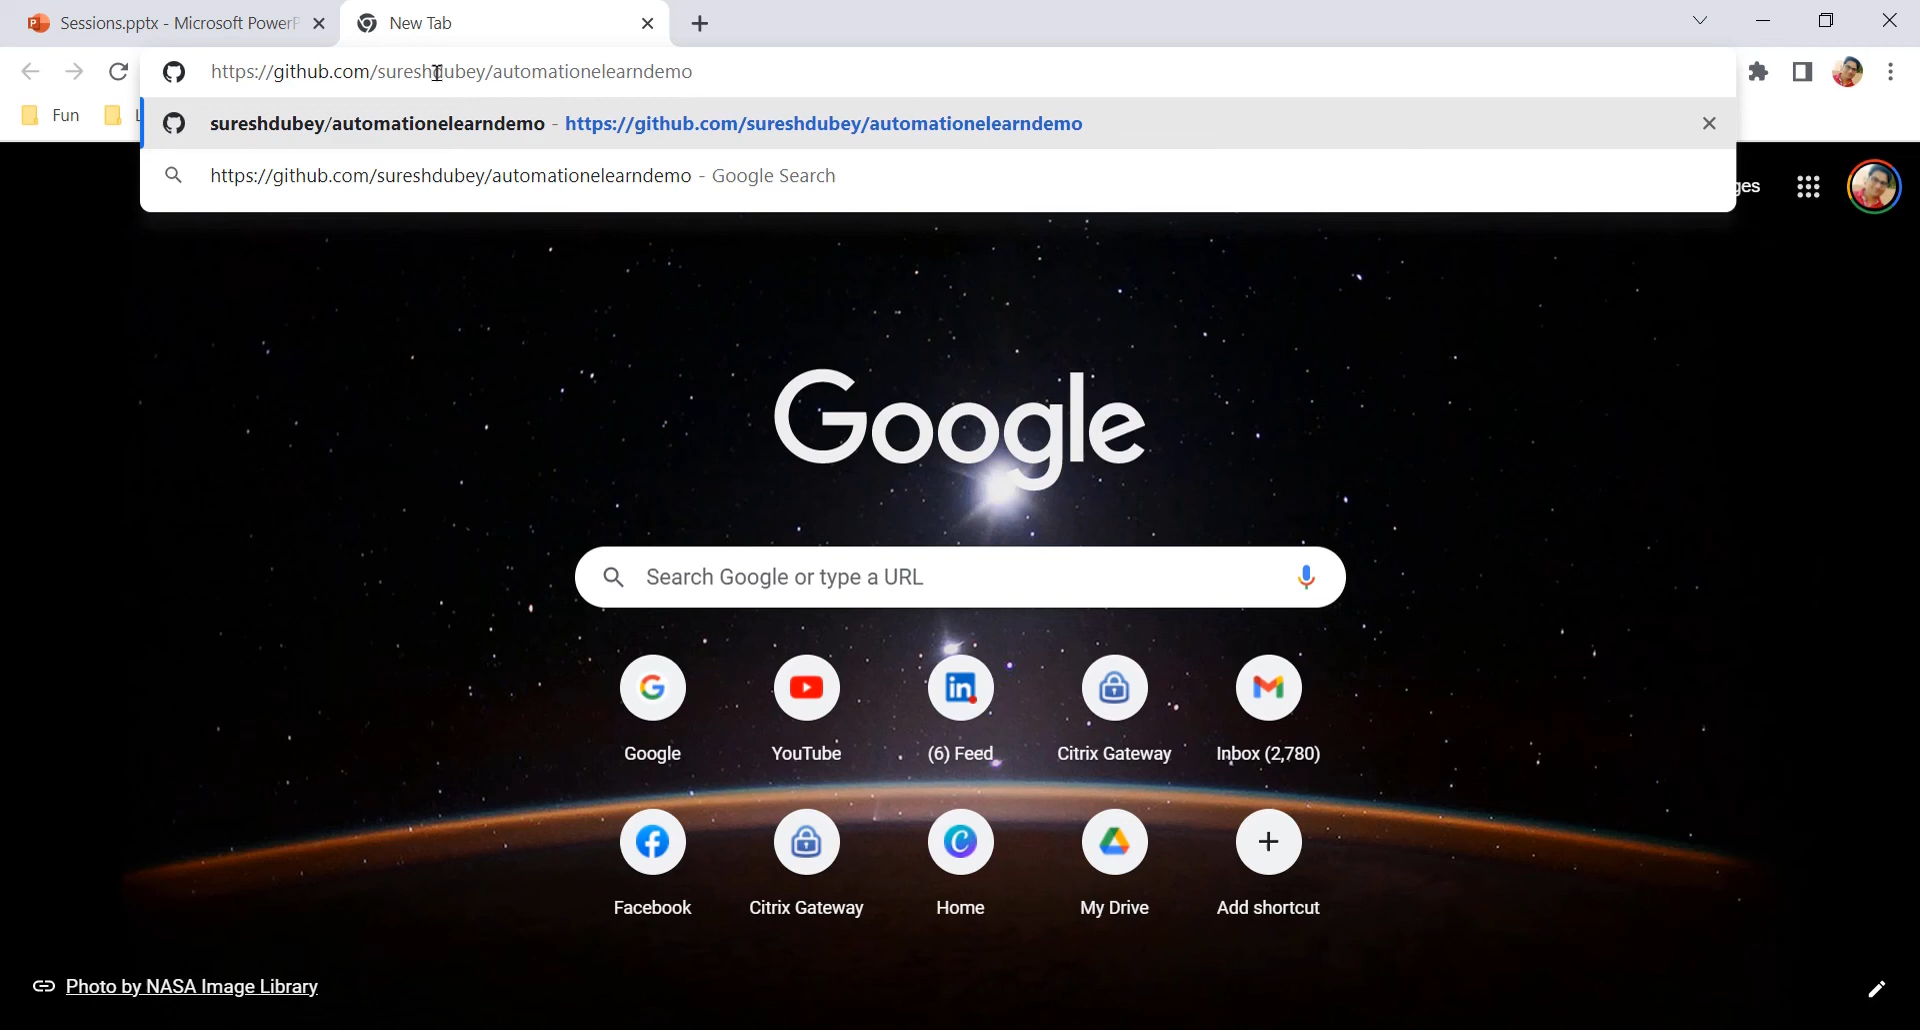 Sessions.pptx - Microsoft PowerP
New Tab
https://github.com/sureshdubey/automationelearndemo
Fun
sureshdubey/automationelearndemo - https://github.com/sureshdubey/automationelearndemo
https://github.com/sureshdubey/automationelearndemo - Google Search
ges
Google
Search Google or type a URL
Google YouTube (6) Feed Citrix Gateway Inbox (2,780)
Facebook Citrix Gateway Home My Drive Add shortcut
Photo by NASA Image Library